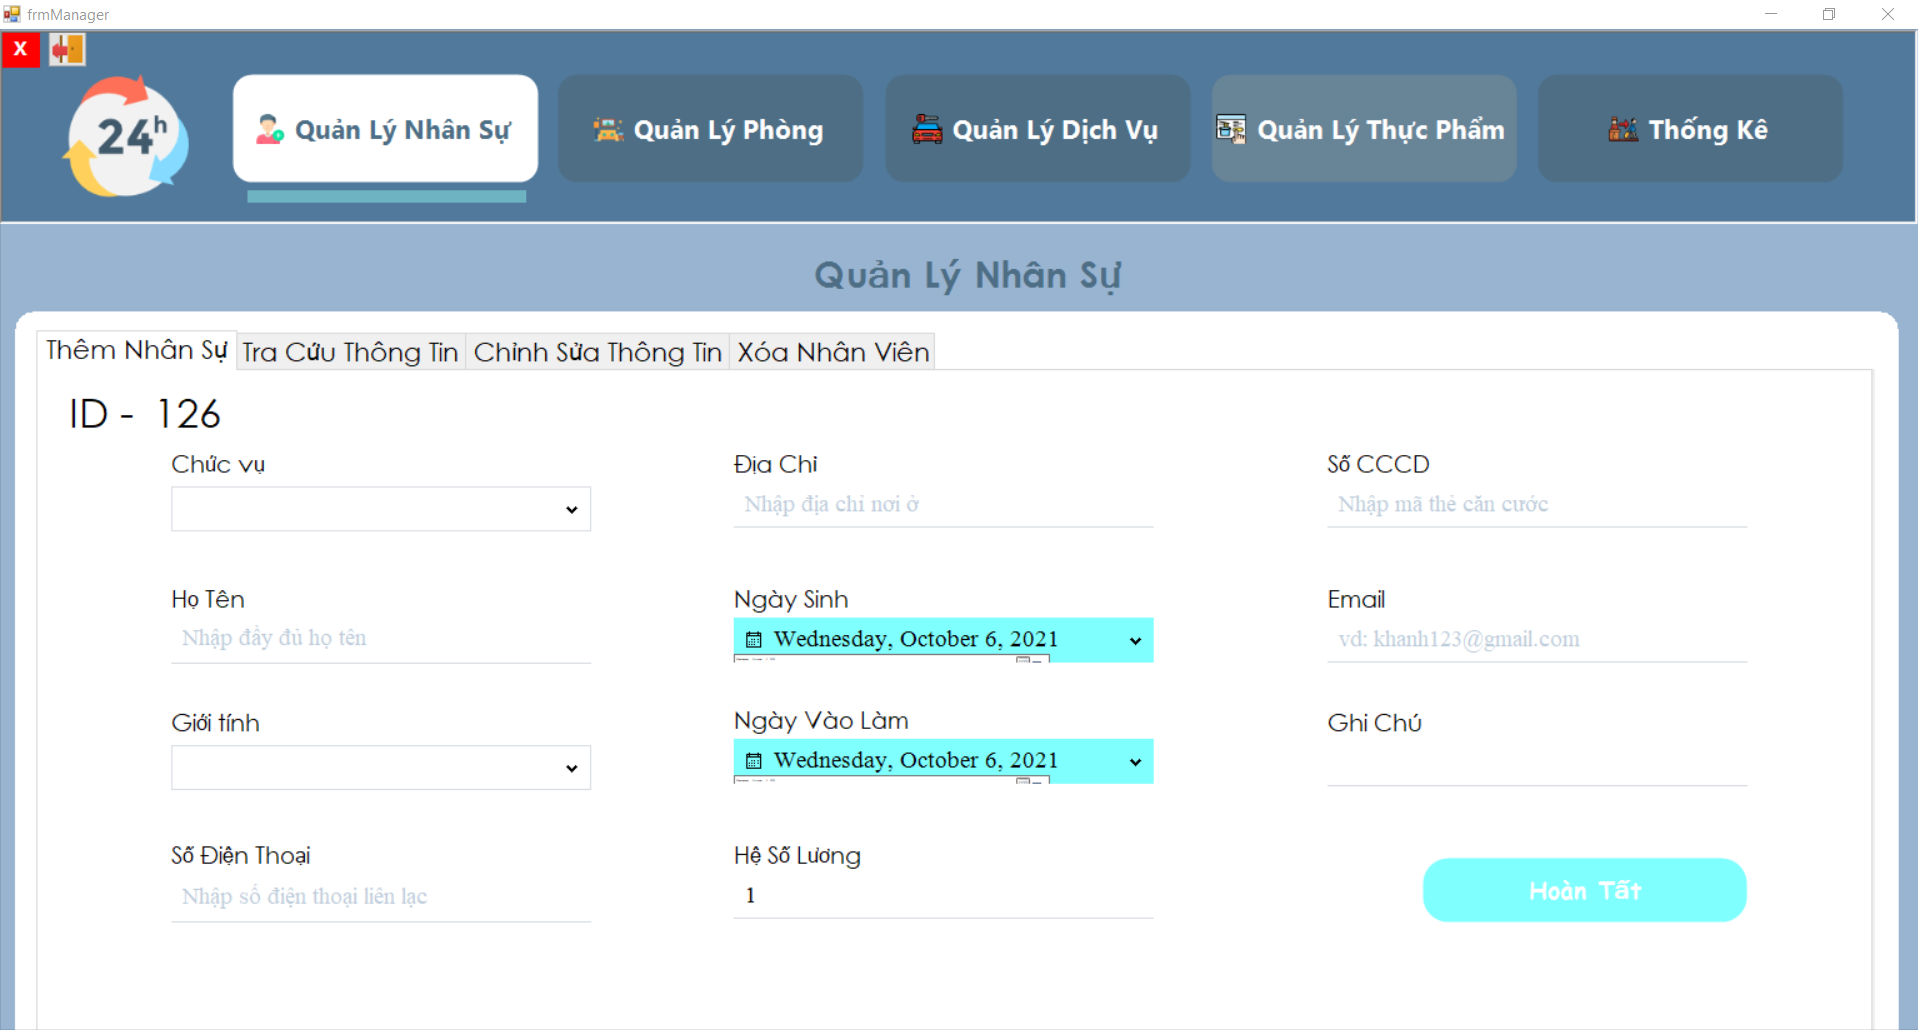 frmManager
X
24h
Quản Lý Nhân Sự
Quản Lý Phòng
Quản Lý Dịch Vụ
Quản Lý Thực Phẩm
Thống Kê
Quản Lý Nhân Sự
Thêm Nhân Sự
Tra Cứu Thông Tin
Chỉnh Sửa Thông Tin
Xóa Nhân Viên
ID - 126
Chức vụ
Địa Chỉ
Nhập địa chỉ nơi ở
Số CCCD
Nhập mã thẻ căn cước
Họ Tên
Nhập đầy đủ họ tên
Ngày Sinh
Wednesday, October 6, 2021
Email
vd: khanh123@gmail.com
Giới tính
Ngày Vào Làm
Wednesday, October 6, 2021
Ghi Chú
Số Điện Thoại
Nhập số điện thoại liên lạc
Hệ Số Lương
1
Hoàn Tất